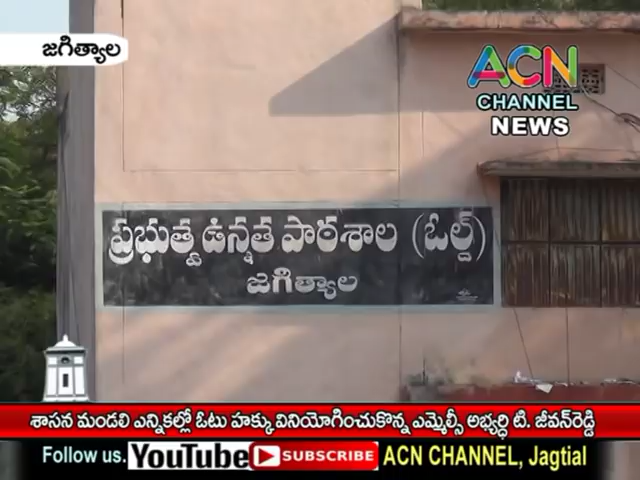 జగిత్యాల
ACN
CHANNEL
NEWS
ప్రభుత్వ ఉన్నత పాఠశాల (ఓల్డ్)
జగిత్యాల
శాసన మండలి ఎన్నికల్లో ఓటు హక్కు వినియోగించుకొన్న ఎమ్మెల్సీ అభ్యర్థి టి. జీవన్‌రెడ్డి
Follow us. YouTube SUBSCRIBE ACN CHANNEL, Jagtial